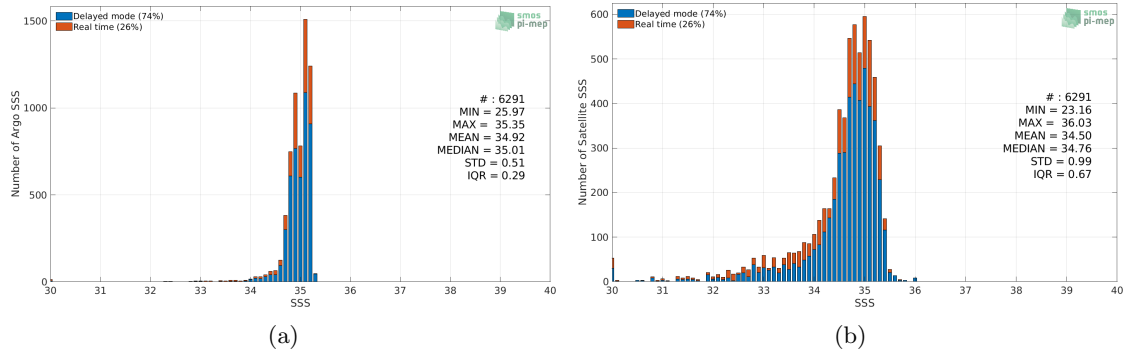 Delayed mode (74%)
Real time (26%)
smos
pi-mep
Number of Argo SSS
1500
1000
500
0
# : 6291
MIN = 25.97
MAX = 35.35
MEAN = 34.92
MEDIAN = 35.01
STD = 0.51
IQR = 0.29
30 31 32 33 34 35 36 37 38 39 40
SSS
(a)
Delayed mode (74%)
Real time (26%)
smos
pi-mep
Number of Satellite SSS
600
500
400
300
200
100
0
# : 6291
MIN = 23.16
MAX = 36.03
MEAN = 34.50
MEDIAN = 34.76
STD = 0.99
IQR = 0.67
30 31 32 33 34 35 36 37 38 39 40
SSS
(b)